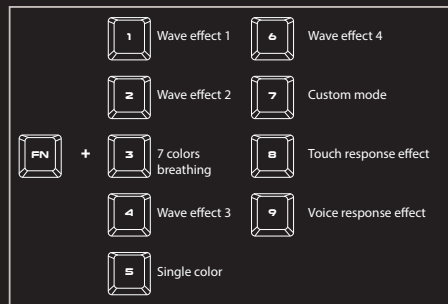 FN
+
1 Wave effect 1
2 Wave effect 2
3 7 colors
breathing
4 Wave effect 3
5 Single color
6 Wave effect 4
7 Custom mode
8 Touch response effect
9 Voice response effect